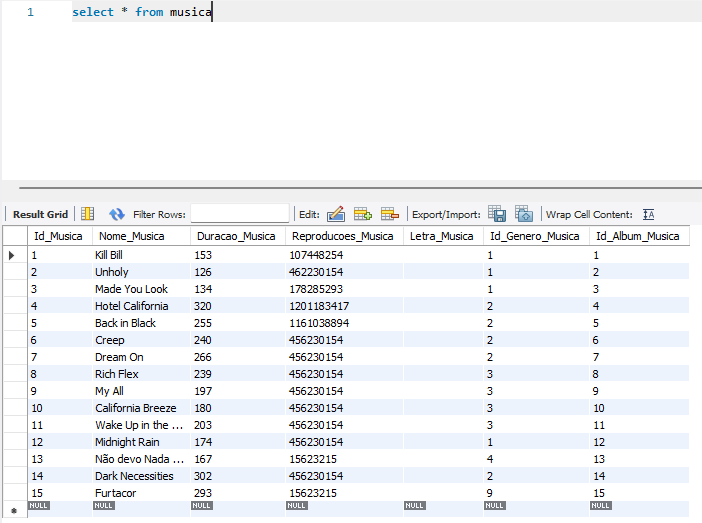 1 select * from musica
Result Grid Filter Rows: Edit: Export/Import: Wrap Cell Content:
Id_Musica Nome_Musica Duracao_Musica Reproducoes_Musica Letra_Musica Id_Genero_Musica Id_Album_Musica
1 Kill Bill 153 107448254 1 1
2 Unholy 126 462230154 1 2
3 Made You Look 134 178285293 1 3
4 Hotel California 320 1201183417 2 4
5 Back in Black 255 1161038894 2 5
6 Creep 240 456230154 2 6
7 Dream On 266 456230154 2 7
8 Rich Flex 239 456230154 3 8
9 My All 197 456230154 3 9
10 California Breeze 180 456230154 3 10
11 Wake Up in the ... 203 456230154 3 11
12 Midnight Rain 174 456230154 1 12
13 Não devo Nada ... 167 15623215 4 13
14 Dark Necessities 302 456230154 2 14
15 Furtacor 293 15623215 9 15
NULL NULL NULL NULL NULL NULL NULL